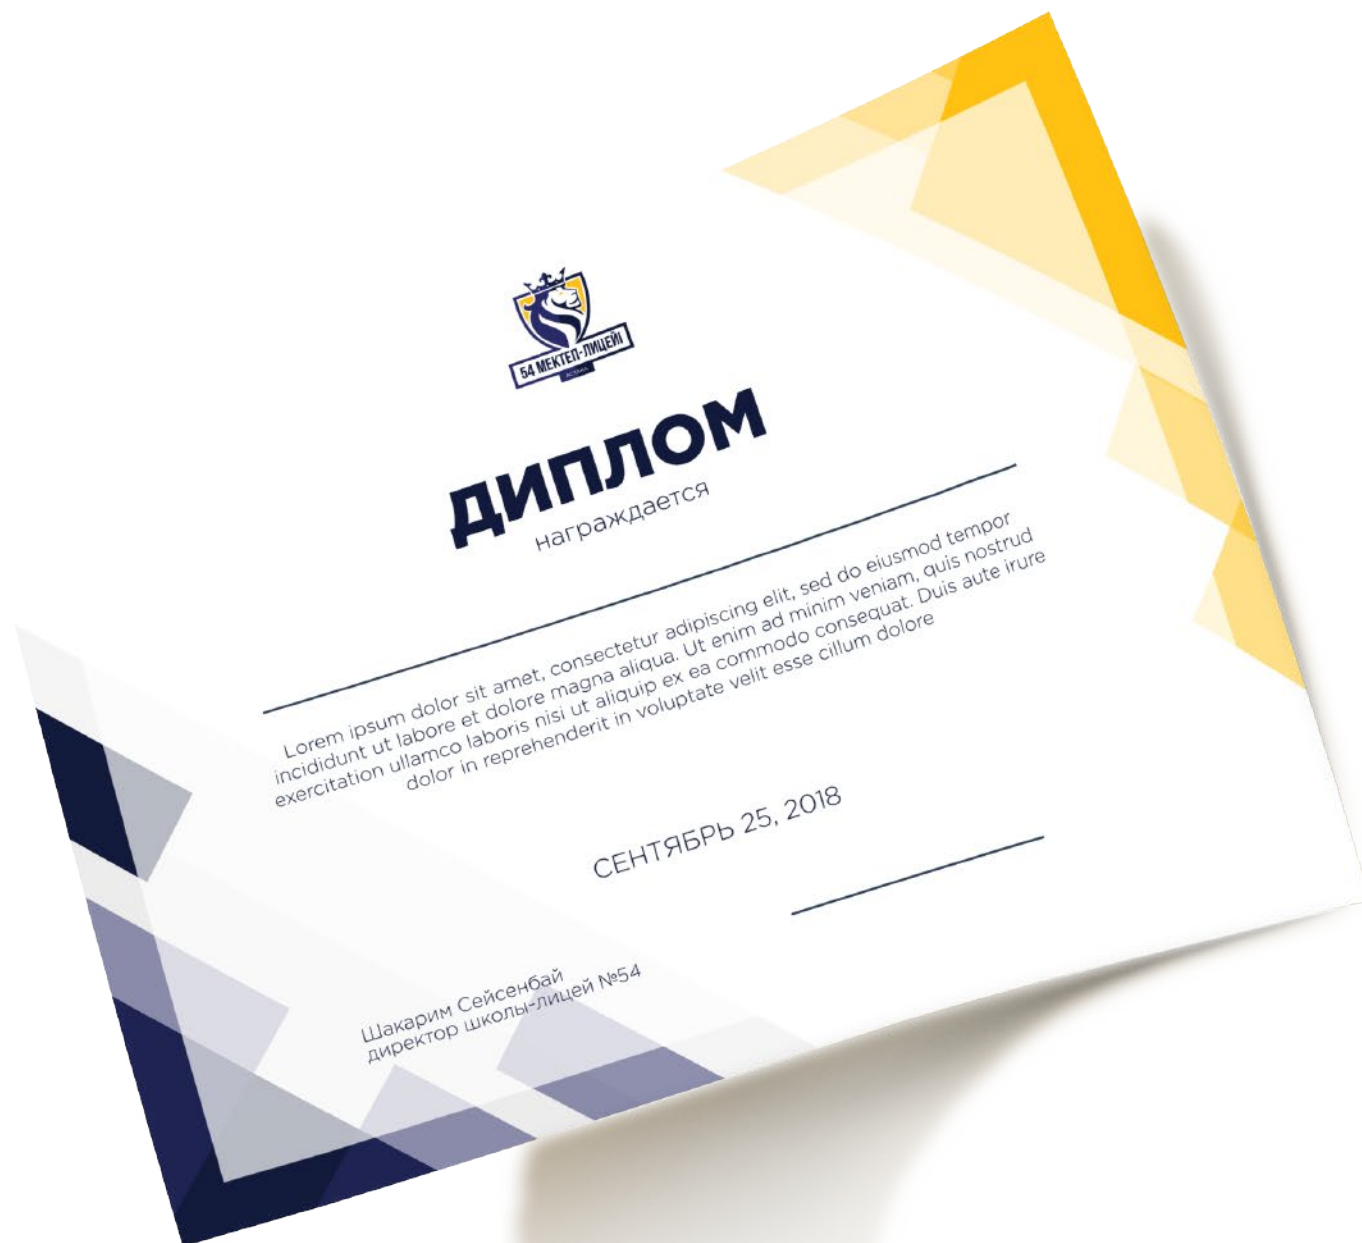 54 МЕКТЕП-ЛИЦЕЙІ
АСТАНА
ДИПЛОМ
награждается
Lorem ipsum dolor sit amet, consectetur adipiscing elit, sed do eiusmod tempor
incididunt ut labore et dolore magna aliqua. Ut enim ad minim veniam, quis nostrud
exercitation ullamco laboris nisi ut aliquip ex ea commodo consequat. Duis aute irure
dolor in reprehenderit in voluptate velit esse cillum dolore
СЕНТЯБРЬ 25, 2018
Шакарим Сейсенбай
директор школы-лицей №54